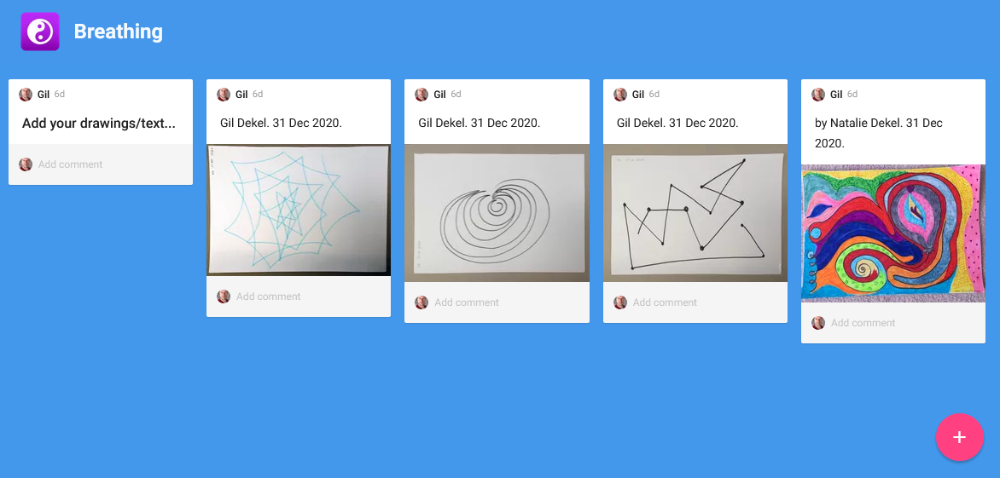 Breathing
Gil 6d
Add your drawings/text...
Add comment
Gil 6d
Gil Dekel. 31 Dec 2020.
Add comment
Gil 6d
Gil Dekel. 31 Dec 2020.
Add comment
Gil 6d
Gil Dekel. 31 Dec 2020.
Add comment
Gil 6d
by Natalie Dekel. 31 Dec
2020.
Add comment